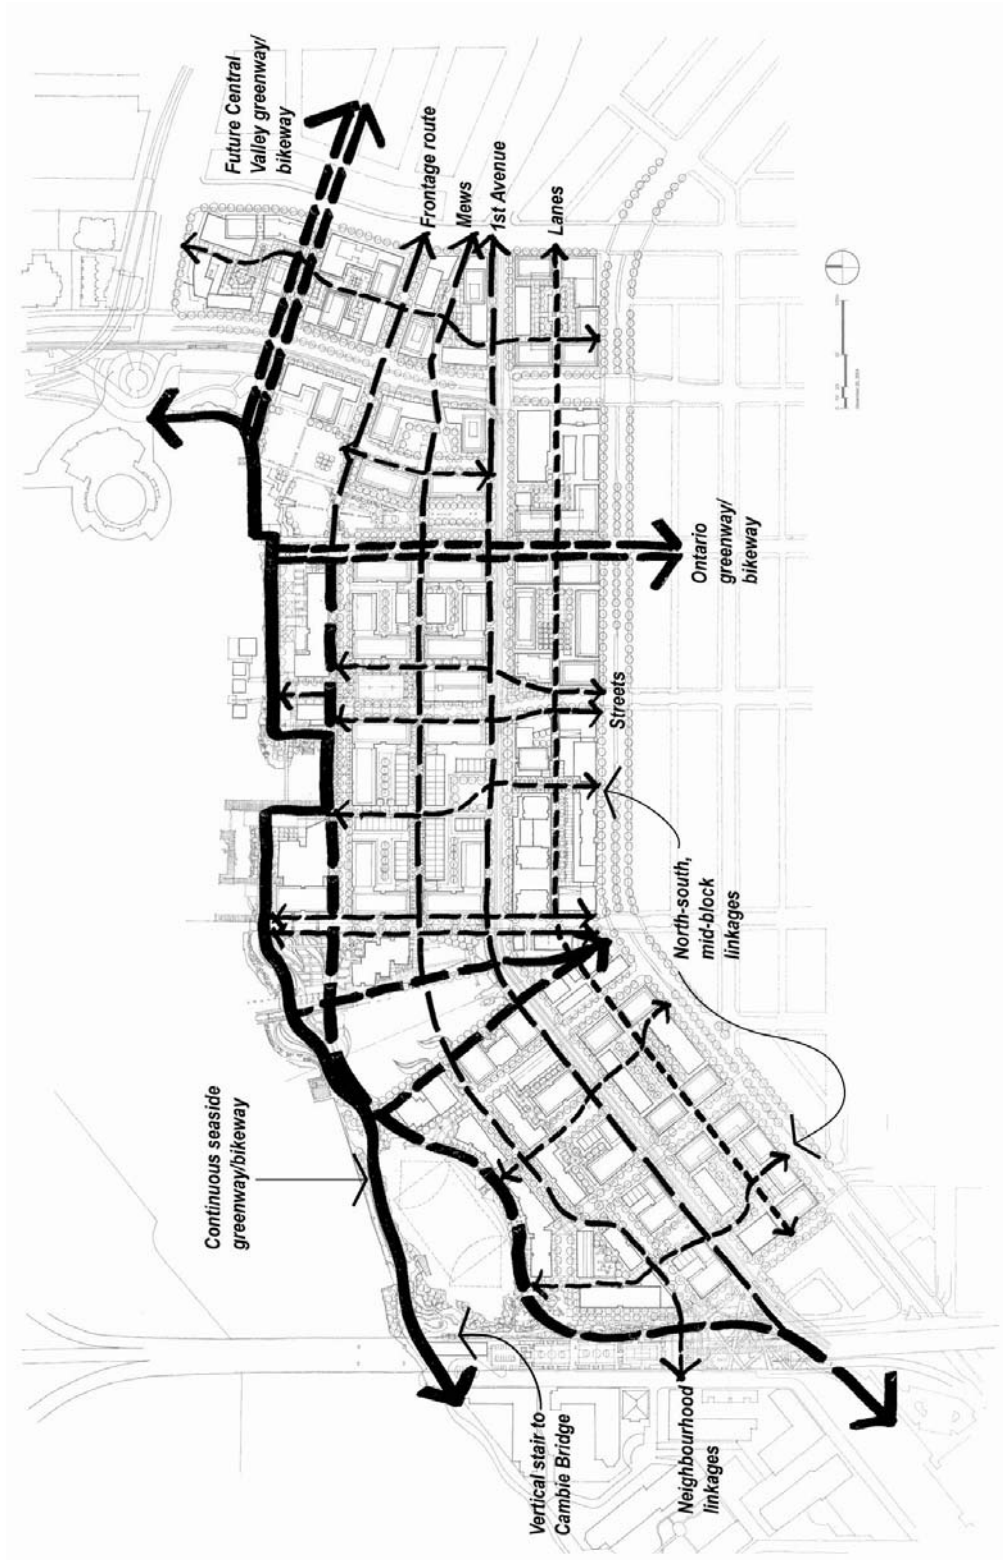 Future Central
Valley greenway/
bikeway
Frontage route
Mews
1st Avenue
Lanes
Ontario
greenway/
bikeway
Streets
North-south,
mid-block
linkages
Continuous seaside
greenway/bikeway
Vertical stair to
Cambie Bridge
Neighbourhood
linkages